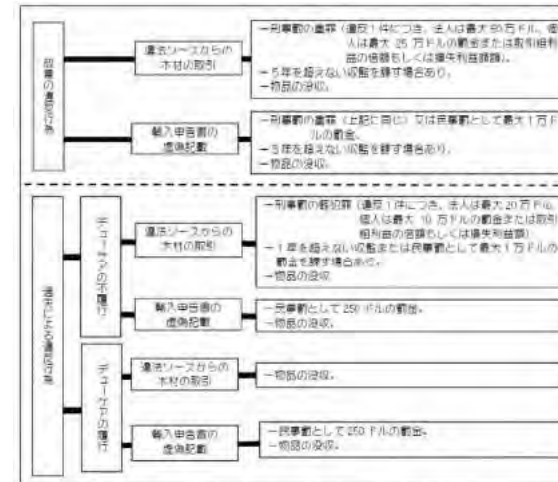 故意の違反行為
違法ソースからの
木材の取引
－刑事罰の重罪（違反１件につき、法人は最大50万ドル、個
人は最大 25 万ドルの罰金または取引粗利
益の倍額もしくは損失利益額）。
－５年を超えない収監を課す場合あり。
－物品の没収。
輸入申告書の
虚偽記載
－刑事罰の重罪（上記に同じ）又は民事罰として最大１万ド
ルの罰金。
－５年を超えない収監を課す場合あり。
－物品の没収。
過失による違反行為
デューケアの不履行
違法ソースからの
木材の取引
－刑事罰の軽犯罪（違反１件につき、法人は最大20万ドル、
個人は最大 10 万ドルの罰金または取引
粗利益の倍額もしくは損失利益額）
－１年を超えない収監または民事罰として最大１万ドルの
罰金を課す場合あり。
－物品の没収
輸入申告書の
虚偽記載
－民事罰として250 ドルの罰金。
－物品の没収。
デューケアの履行
違法ソースからの
木材の取引
－物品の没収。
輸入申告書の
虚偽記載
－民事罰として250 ドルの罰金。
－物品の没収。